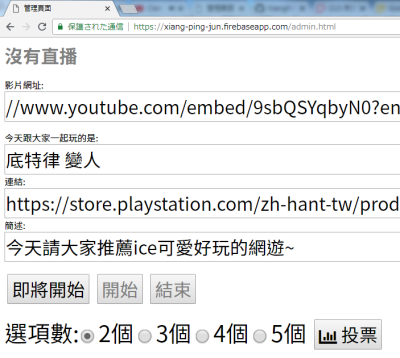 管理頁面
保護された通信 | https://xiang-ping-jun.firebaseapp.com/admin.html
沒有直播
影片網址:
//www.youtube.com/embed/9sbQSYqbyN0?en
今天跟大家一起玩的是:
底特律 變人
連結:
https://store.playstation.com/zh-hant-tw/prod
簡述:
今天請大家推薦ice可愛好玩的網遊~
即將開始 開始 結束
選項數: 2個 3個 4個 5個 投票